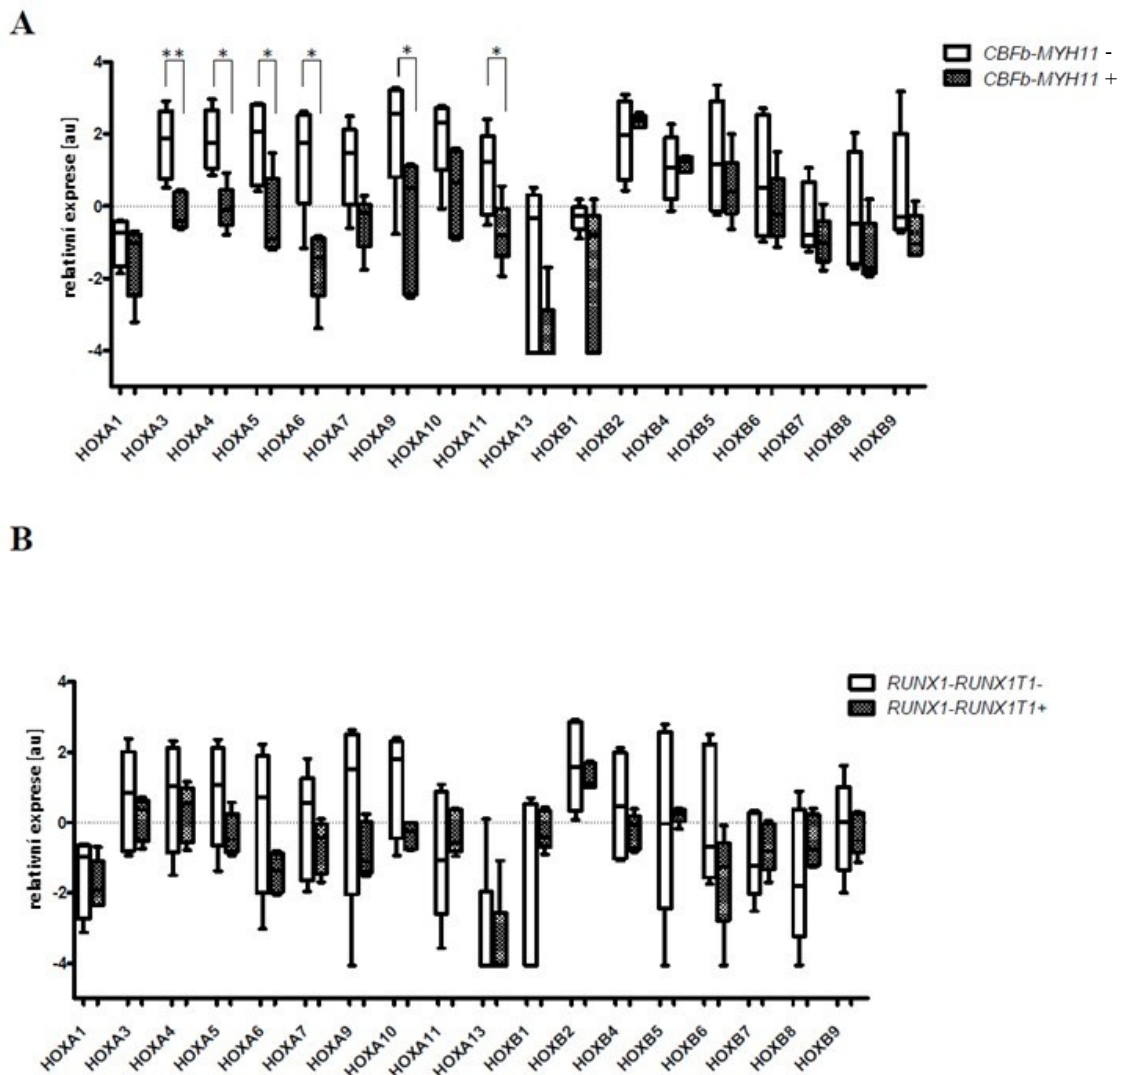 A
** * * * * *
CBFb-MYH11 -
CBFb-MYH11 +
relativní exprese [au]
4
2
0
-2
-4
HOXA1 HOXA3 HOXA4 HOXA5 HOXA6 HOXA7 HOXA9 HOXA10 HOXA11 HOXA13 HOXB1 HOXB2 HOXB4 HOXB5 HOXB6 HOXB7 HOXB8 HOXB9
B
RUNX1-RUNX1T1-
RUNX1-RUNX1T1+
relativní exprese [au]
4
2
0
-2
-4
HOXA1 HOXA3 HOXA4 HOXA5 HOXA6 HOXA7 HOXA9 HOXA10 HOXA11 HOXA13 HOXB1 HOXB2 HOXB4 HOXB5 HOXB6 HOXB7 HOXB8 HOXB9